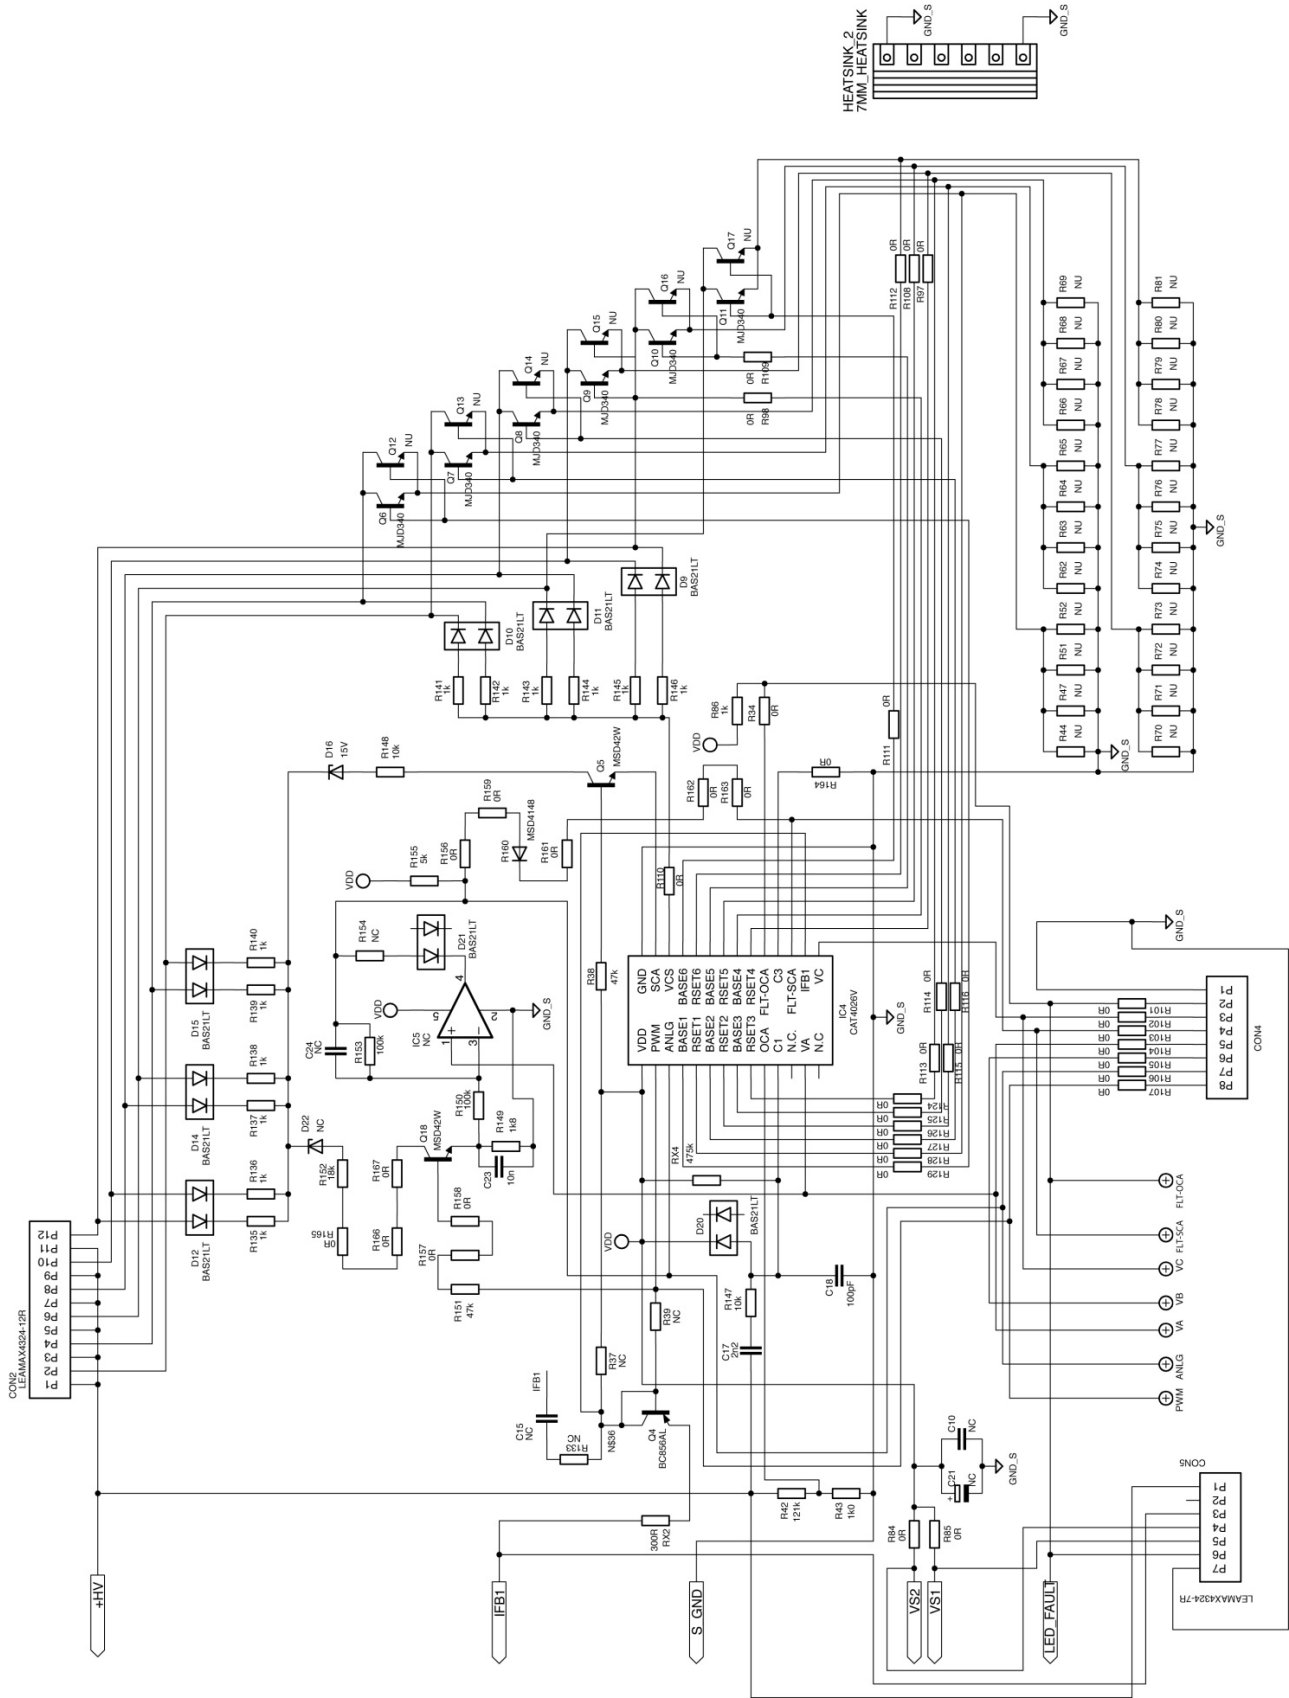 GND_S
GND_S
HEATSINK_2
7MM_HEATSINK
Q17
NU
Q16
NU
Q15
NU
Q14
NU
Q13
NU
Q12
NU
Q11
MJD340
Q10
MJD340
Q9
MJD340
Q8
MJD340
Q7
MJD340
Q6
MJD340
R112
0R
R108
0R
R97
0R
0R
R109
0R
R98
R69
NU
R68
NU
R67
NU
R66
NU
R65
NU
R64
NU
R63
NU
R62
NU
R52
NU
R51
NU
R47
NU
R44
NU
GND_S
R81
NU
R80
NU
R79
NU
R78
NU
R77
NU
R76
NU
R75
NU
R74
NU
R73
NU
R72
NU
R71
NU
R70
NU
GND_S
D9
BAS21LT
D11
BAS21LT
D10
BAS21LT
R141
1k
R142
1k
R143
1k
R144
1k
R145
1k
R146
1k
R86
1k
R34
0R
VDD
R111
0R
R164
0R
R162
0R
R163
0R
D16
15V
R148
10k
Q5
MSD42W
R159
0R
R160
MSD4148
R161
0R
R156
0R
R155
5k
VDD
R154
NC
D21
BAS21LT
VDD
C24
NC
R153
100k
IC5
NC
1
3
4
5
2
+
−
GND_S
R150
100k
R149
1k8
C23
10n
Q18
MSD42W
R158
0R
R157
0R
R151
47k
D22
NC
R152
18k
R167
0R
R166
0R
R165
0R
R140
1k
R139
1k
D15
BAS21LT
R138
1k
R137
1k
D14
BAS21LT
R136
1k
R135
1k
D12
BAS21LT
CON2
LEAMAX4324-12R
P12
P11
P10
P9
P8
P7
P6
P5
P4
P3
P2
P1
R38
47k
R110
0R
GND
SCA
VCS
BASE6
RSET6
BASE5
RSET5
BASE4
RSET4
FLT-OCA
C3
FLT-SCA
IFB1
VC
VDD
PWM
ANLG
BASE1
RSET1
BASE2
RSET2
BASE3
RSET3
OCA
C1
N.C.
VA
N.C
IC4
CAT4026V
GND_S
R114
0R
R116
0R
R113
0R
R115
0R
R124
0R
R125
0R
R126
0R
R127
0R
R128
0R
R129
0R
RX4
475k
VDD
D20
BAS21LT
R147
10k
C17
2n2
C18
100pF
R39
NC
R37
NC
IFB1
C15
NC
R133
NC
N$36
Q4
BC856AL
300R
RX2
R42
121k
R43
1k0
C10
NC
C21
NC
+
GND_S
R84
0R
R85
0R
+HV
IFB1
S_GND
VS2
VS1
LED_FAULT
CON5
P1
P2
P3
P4
P5
P6
P7
LEAMAX4324-7R
PWM
ANLG
VA
VB
VC
FLT-SCA
FLT-OCA
GND_S
R101
0R
R102
0R
R103
0R
R104
0R
R105
0R
R106
0R
R107
0R
P1
P2
P3
P4
P5
P6
P7
P8
CON4